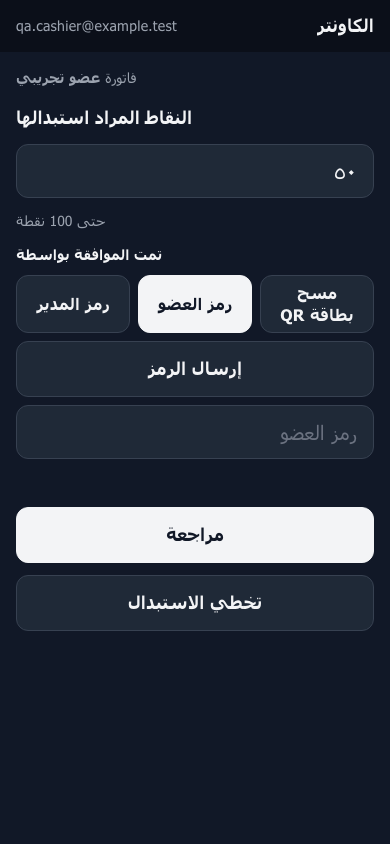 الكاونتر
qa.cashier@example.test
فاتورة عضو تجريبي
النقاط المراد استبدالها
٥٠
حتى 100 نقطة
تمت الموافقة بواسطة
مسح
بطاقة QR
رمز العضو
رمز المدير
إرسال الرمز
رمز العضو
مراجعة
تخطي الاستبدال